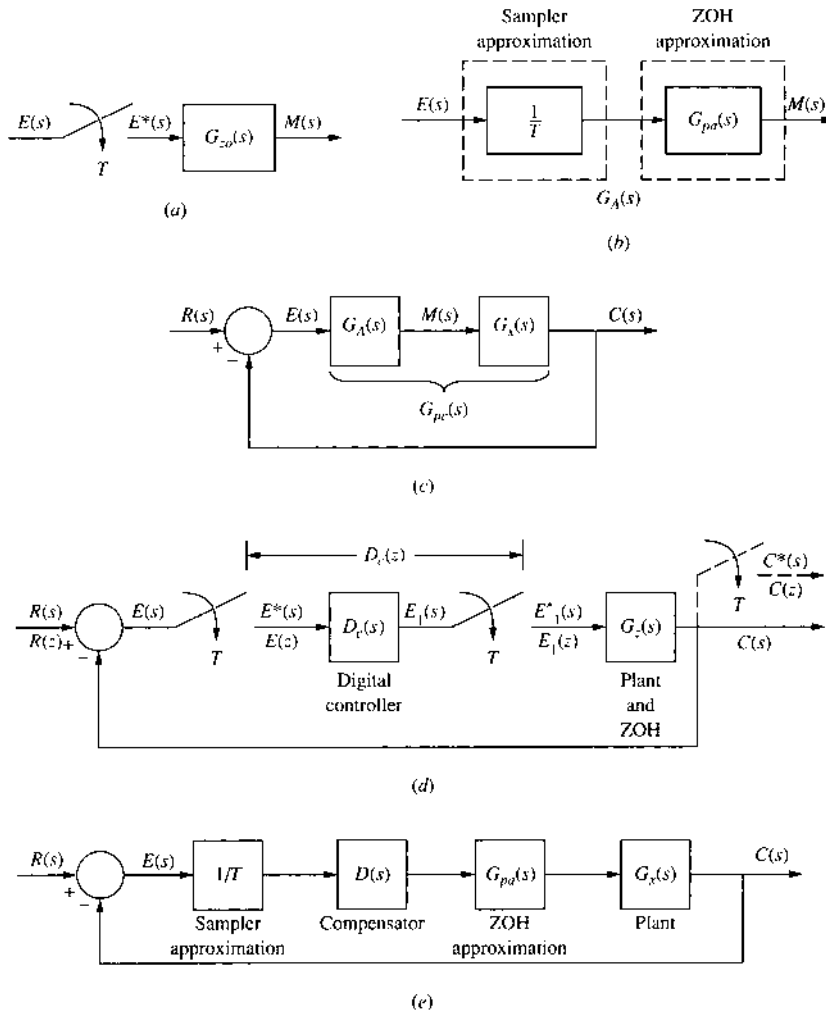 Sampler approximation
ZOH approximation
E(s)
E*(s)
G_zo(s)
M(s)
T
(a)
E(s)
1/T
G_pa(s)
M(s)
G_A(s)
(b)
R(s)
+
−
E(s)
G_A(s)
M(s)
G_x(s)
C(s)
G_pc(s)
(c)
D_c(z)
R(s)
R(z)
+
−
E(s)
T
E*(s)
E(z)
D_c(s)
Digital controller
E_1(s)
T
E*_1(s)
E_1(z)
G_z(s)
Plant and ZOH
T
C*(s)
C(z)
C(s)
(d)
R(s)
+
−
E(s)
1/T
Sampler approximation
D(s)
Compensator
G_pa(s)
ZOH approximation
G_x(s)
Plant
C(s)
(e)